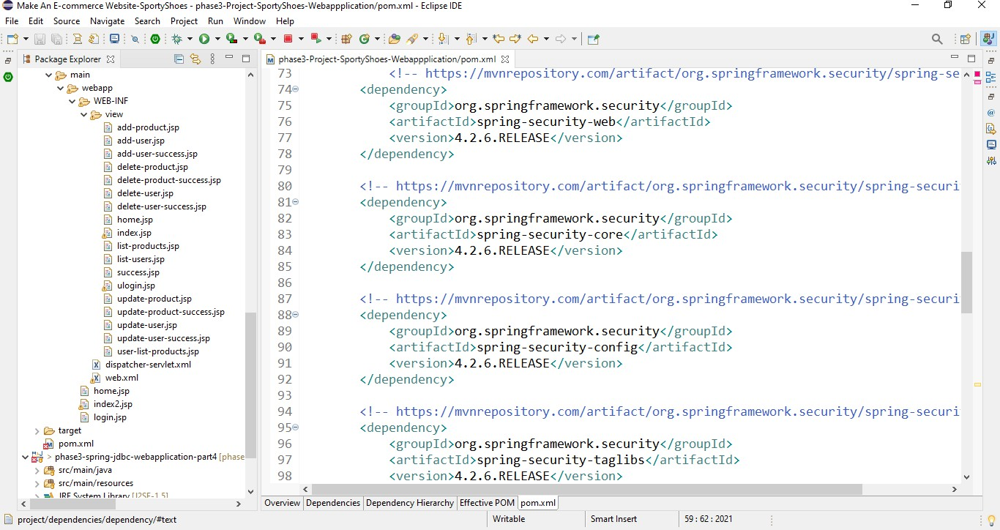 Make An E-commerce Website-SportyShoes - phase3-Project-SportyShoes-Webappplication/pom.xml - Eclipse IDE
File Edit Source Navigate Search Project Run Window Help
Package Explorer
main
webapp
WEB-INF
view
add-product.jsp
add-user.jsp
add-user-success.jsp
delete-product.jsp
delete-product-success.jsp
delete-user.jsp
delete-user-success.jsp
home.jsp
index.jsp
list-products.jsp
list-users.jsp
success.jsp
ulogin.jsp
update-product.jsp
update-product-success.jsp
update-user.jsp
update-user-success.jsp
user-list-products.jsp
dispatcher-servlet.xml
web.xml
home.jsp
index2.jsp
login.jsp
target
pom.xml
> phase3-spring-jdbc-webapplication-part4 [phase
src/main/java
src/main/resources
JRE System Library [J2SE-1.5]
phase3-Project-SportyShoes-Webappplication/pom.xml
73 <!-- https://mvnrepository.com/artifact/org.springframework.security/spring-se
74 <dependency>
75 <groupId>org.springframework.security</groupId>
76 <artifactId>spring-security-web</artifactId>
77 <version>4.2.6.RELEASE</version>
78 </dependency>
79
80 <!-- https://mvnrepository.com/artifact/org.springframework.security/spring-securi
81 <dependency>
82 <groupId>org.springframework.security</groupId>
83 <artifactId>spring-security-core</artifactId>
84 <version>4.2.6.RELEASE</version>
85 </dependency>
86
87 <!-- https://mvnrepository.com/artifact/org.springframework.security/spring-securi
88 <dependency>
89 <groupId>org.springframework.security</groupId>
90 <artifactId>spring-security-config</artifactId>
91 <version>4.2.6.RELEASE</version>
92 </dependency>
93
94 <!-- https://mvnrepository.com/artifact/org.springframework.security/spring-securi
95 <dependency>
96 <groupId>org.springframework.security</groupId>
97 <artifactId>spring-security-taglibs</artifactId>
98 <version>4.2.6.RELEASE</version>
Overview Dependencies Dependency Hierarchy Effective POM pom.xml
project/dependencies/dependency/#text Writable Smart Insert 59 : 62 : 2021